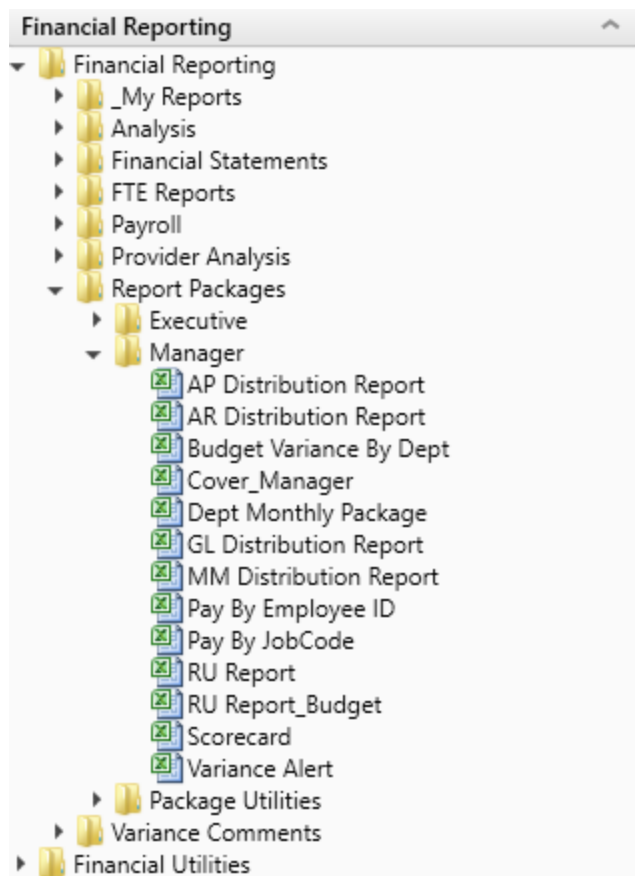 Financial Reporting
Financial Reporting
_My Reports
Analysis
Financial Statements
FTE Reports
Payroll
Provider Analysis
Report Packages
Executive
Manager
AP Distribution Report
AR Distribution Report
Budget Variance By Dept
Cover_Manager
Dept Monthly Package
GL Distribution Report
MM Distribution Report
Pay By Employee ID
Pay By JobCode
RU Report
RU Report_Budget
Scorecard
Variance Alert
Package Utilities
Variance Comments
Financial Utilities